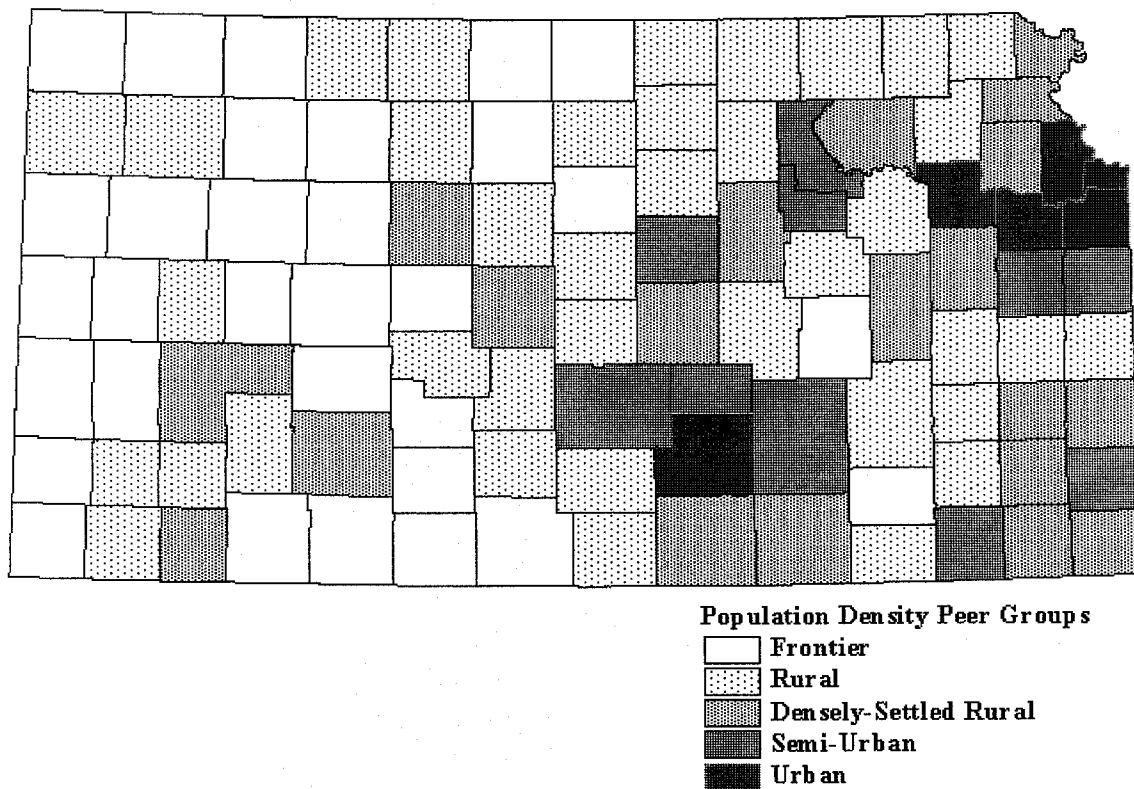 Population Density Peer Groups
Frontier
Rural
Densely-Settled Rural
Semi-Urban
Urban